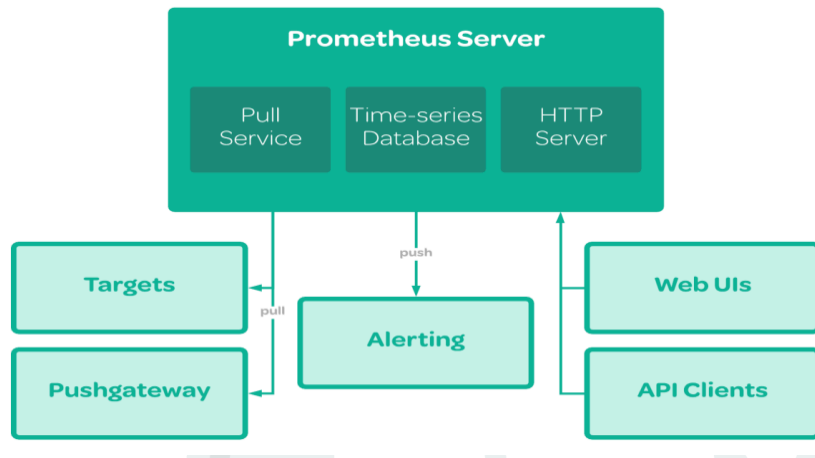 Prometheus Server
Pull
Service
Time-series
Database
HTTP
Server
push
Targets
Web UIs
pull
Alerting
Pushgateway
API Clients